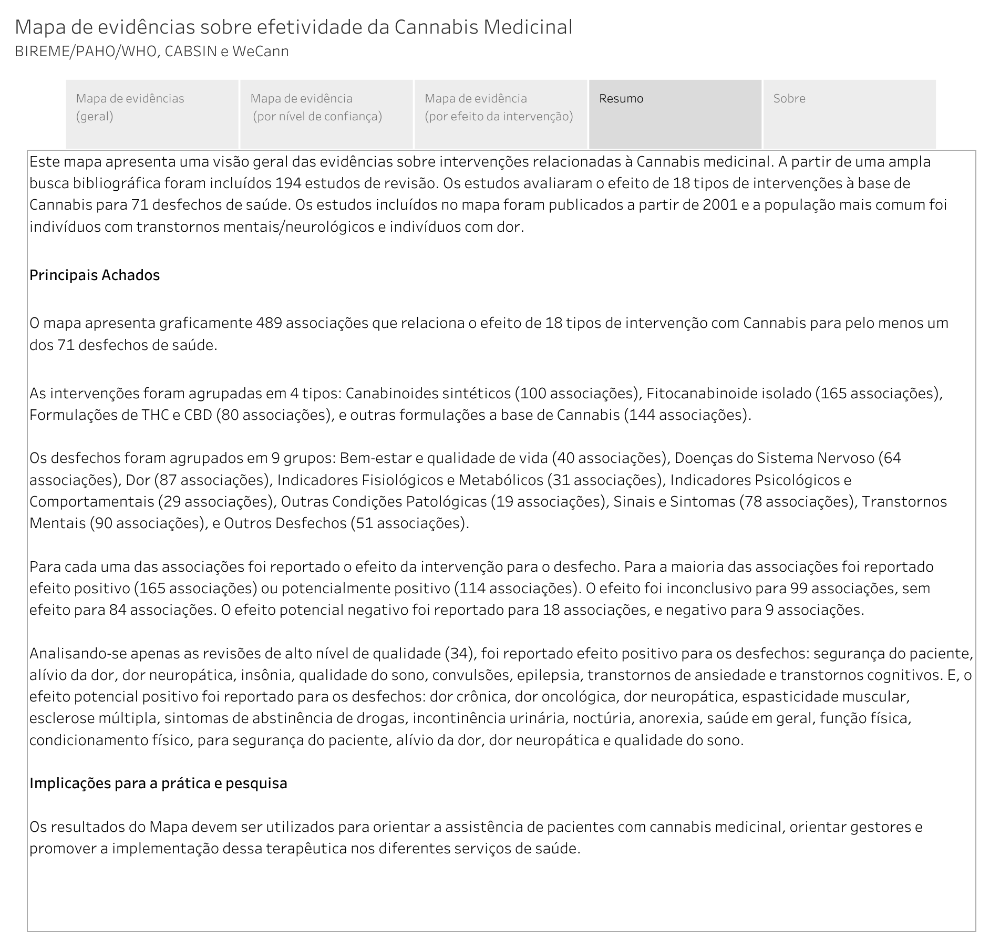 Mapa de evidências sobre efetividade da Cannabis Medicinal
BIREME/PAHO/WHO, CABSIN e WeCann
Mapa de evidências
(geral)
Mapa de evidência
(por nível de confiança)
Mapa de evidência
(por efeito da intervenção)
Resumo
Sobre
Este mapa apresenta uma visão geral das evidências sobre intervenções relacionadas à Cannabis medicinal. A partir de uma ampla
busca bibliográfica foram incluídos 194 estudos de revisão. Os estudos avaliaram o efeito de 18 tipos de intervenções à base de
Cannabis para 71 desfechos de saúde. Os estudos incluídos no mapa foram publicados a partir de 2001 e a população mais comum foi
indivíduos com transtornos mentais/neurológicos e indivíduos com dor.
Principais Achados
O mapa apresenta graficamente 489 associações que relaciona o efeito de 18 tipos de intervenção com Cannabis para pelo menos um
dos 71 desfechos de saúde.
As intervenções foram agrupadas em 4 tipos: Canabinoides sintéticos (100 associações), Fitocanabinoide isolado (165 associações),
Formulações de THC e CBD (80 associações), e outras formulações a base de Cannabis (144 associações).
Os desfechos foram agrupados em 9 grupos: Bem-estar e qualidade de vida (40 associações), Doenças do Sistema Nervoso (64
associações), Dor (87 associações), Indicadores Fisiológicos e Metabólicos (31 associações), Indicadores Psicológicos e
Comportamentais (29 associações), Outras Condições Patológicas (19 associações), Sinais e Sintomas (78 associações), Transtornos
Mentais (90 associações), e Outros Desfechos (51 associações).
Para cada uma das associações foi reportado o efeito da intervenção para o desfecho. Para a maioria das associações foi reportado
efeito positivo (165 associações) ou potencialmente positivo (114 associações). O efeito foi inconclusivo para 99 associações, sem
efeito para 84 associações. O efeito potencial negativo foi reportado para 18 associações, e negativo para 9 associações.
Analisando-se apenas as revisões de alto nível de qualidade (34), foi reportado efeito positivo para os desfechos: segurança do paciente,
alívio da dor, dor neuropática, insônia, qualidade do sono, convulsões, epilepsia, transtornos de ansiedade e transtornos cognitivos. E, o
efeito potencial positivo foi reportado para os desfechos: dor crônica, dor oncológica, dor neuropática, espasticidade muscular,
esclerose múltipla, sintomas de abstinência de drogas, incontinência urinária, noctúria, anorexia, saúde em geral, função física,
condicionamento físico, para segurança do paciente, alívio da dor, dor neuropática e qualidade do sono.
Implicações para a prática e pesquisa
Os resultados do Mapa devem ser utilizados para orientar a assistência de pacientes com cannabis medicinal, orientar gestores e
promover a implementação dessa terapêutica nos diferentes serviços de saúde.